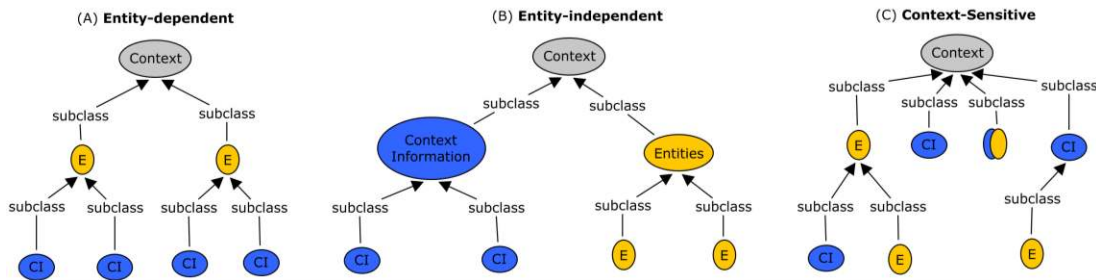 (A) Entity-dependent
Context
subclass
subclass
E
E
subclass
subclass
subclass
subclass
CI
CI
CI
CI
(B) Entity-independent
Context
subclass
subclass
Context
Information
Entities
subclass
subclass
subclass
subclass
CI
CI
E
E
(C) Context-Sensitive
Context
subclass
subclass
subclass
subclass
E
CI
CI
subclass
subclass
subclass
CI
E
E